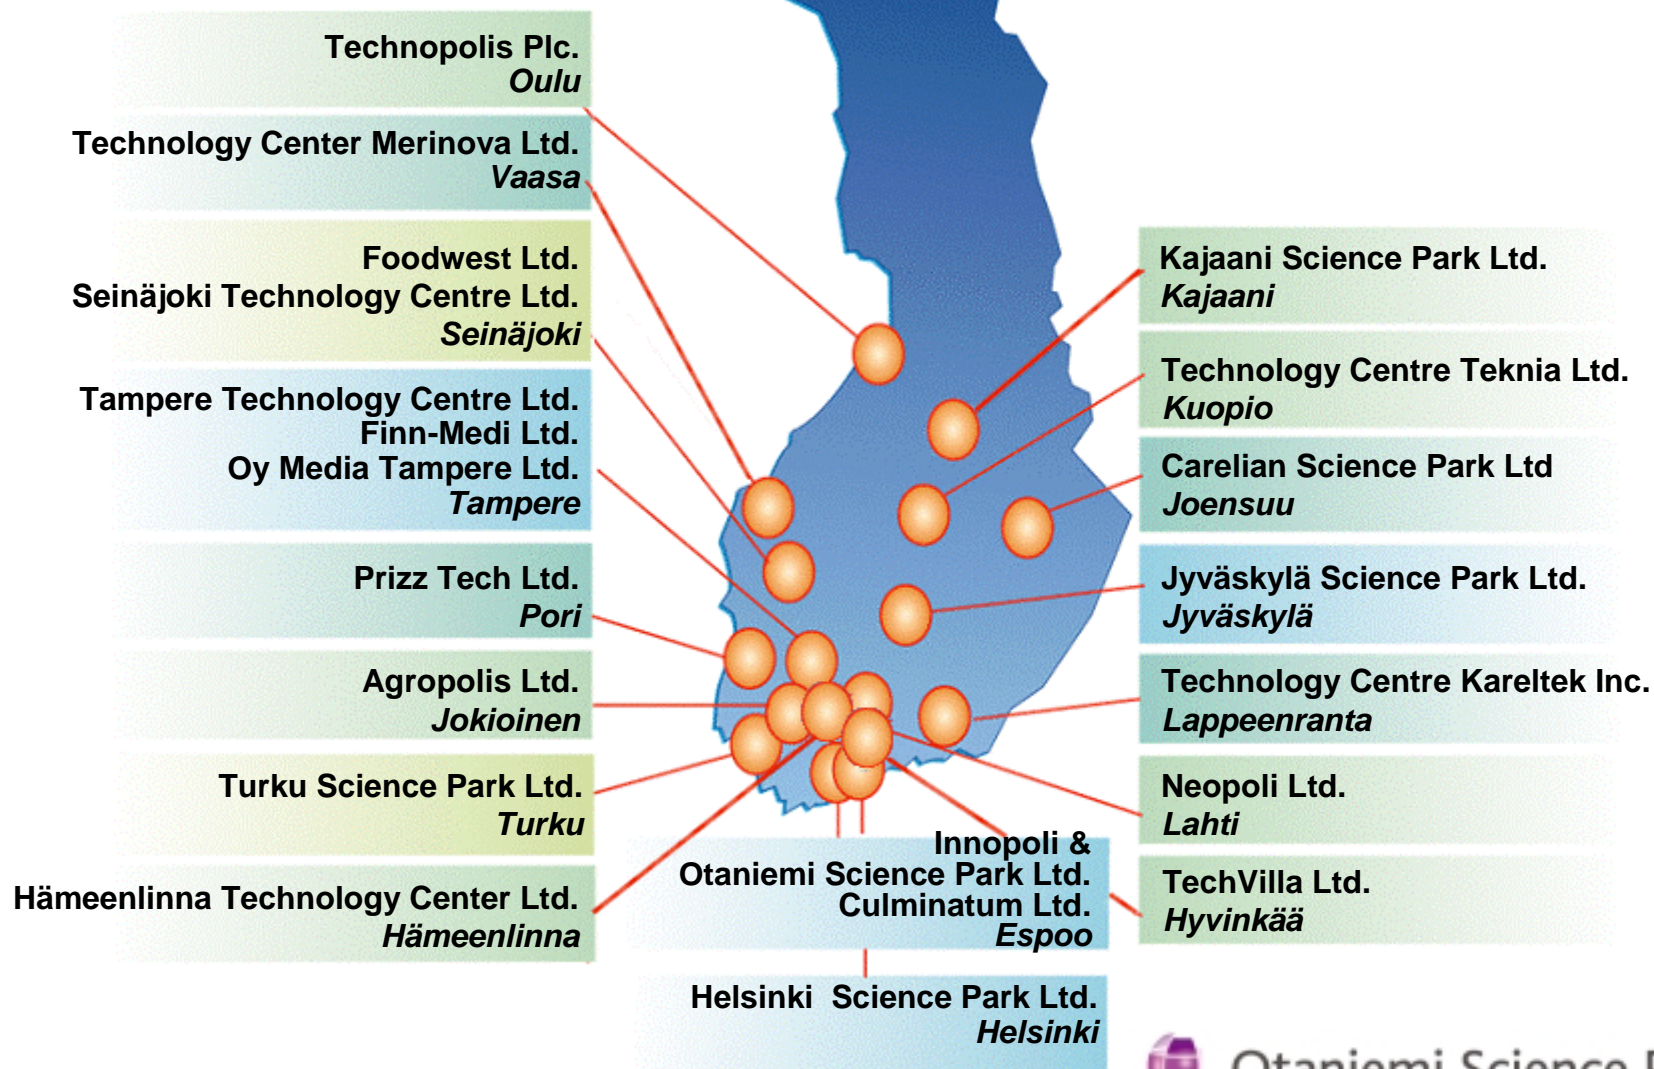 Technopolis Plc.
Oulu
Technology Center Merinova Ltd.
Vaasa
Foodwest Ltd.
Seinäjoki Technology Centre Ltd.
Seinäjoki
Tampere Technology Centre Ltd.
Finn-Medi Ltd.
Oy Media Tampere Ltd.
Tampere
Prizz Tech Ltd.
Pori
Agropolis Ltd.
Jokioinen
Turku Science Park Ltd.
Turku
Hämeenlinna Technology Center Ltd.
Hämeenlinna
Innopoli &
Otaniemi Science Park Ltd.
Culminatum Ltd.
Espoo
Helsinki Science Park Ltd.
Helsinki
Kajaani Science Park Ltd.
Kajaani
Technology Centre Teknia Ltd.
Kuopio
Carelian Science Park Ltd
Joensuu
Jyväskylä Science Park Ltd.
Jyväskylä
Technology Centre Kareltek Inc.
Lappeenranta
Neopoli Ltd.
Lahti
TechVilla Ltd.
Hyvinkää
Otaniemi Science